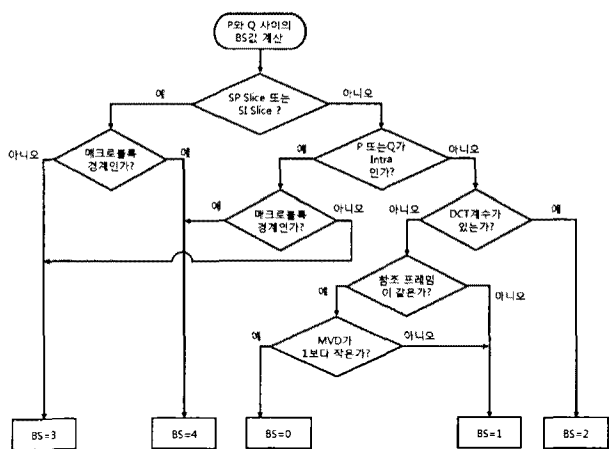 P와 Q 사이의
BS값 계산
예
SP Slice 또는
SI Slice ?
아니오
아니오
매크로블록
경계인가?
예
예
P 또는Q가
Intra
인가?
아니오
예
매크로블록
경계인가?
아니오
아니오
DCT계수가
있는가?
예
예
참조 프레임
이 같은가?
아니오
예
MVD가
1보다 작은가?
아니오
BS=3
BS=4
BS=0
BS=1
BS=2